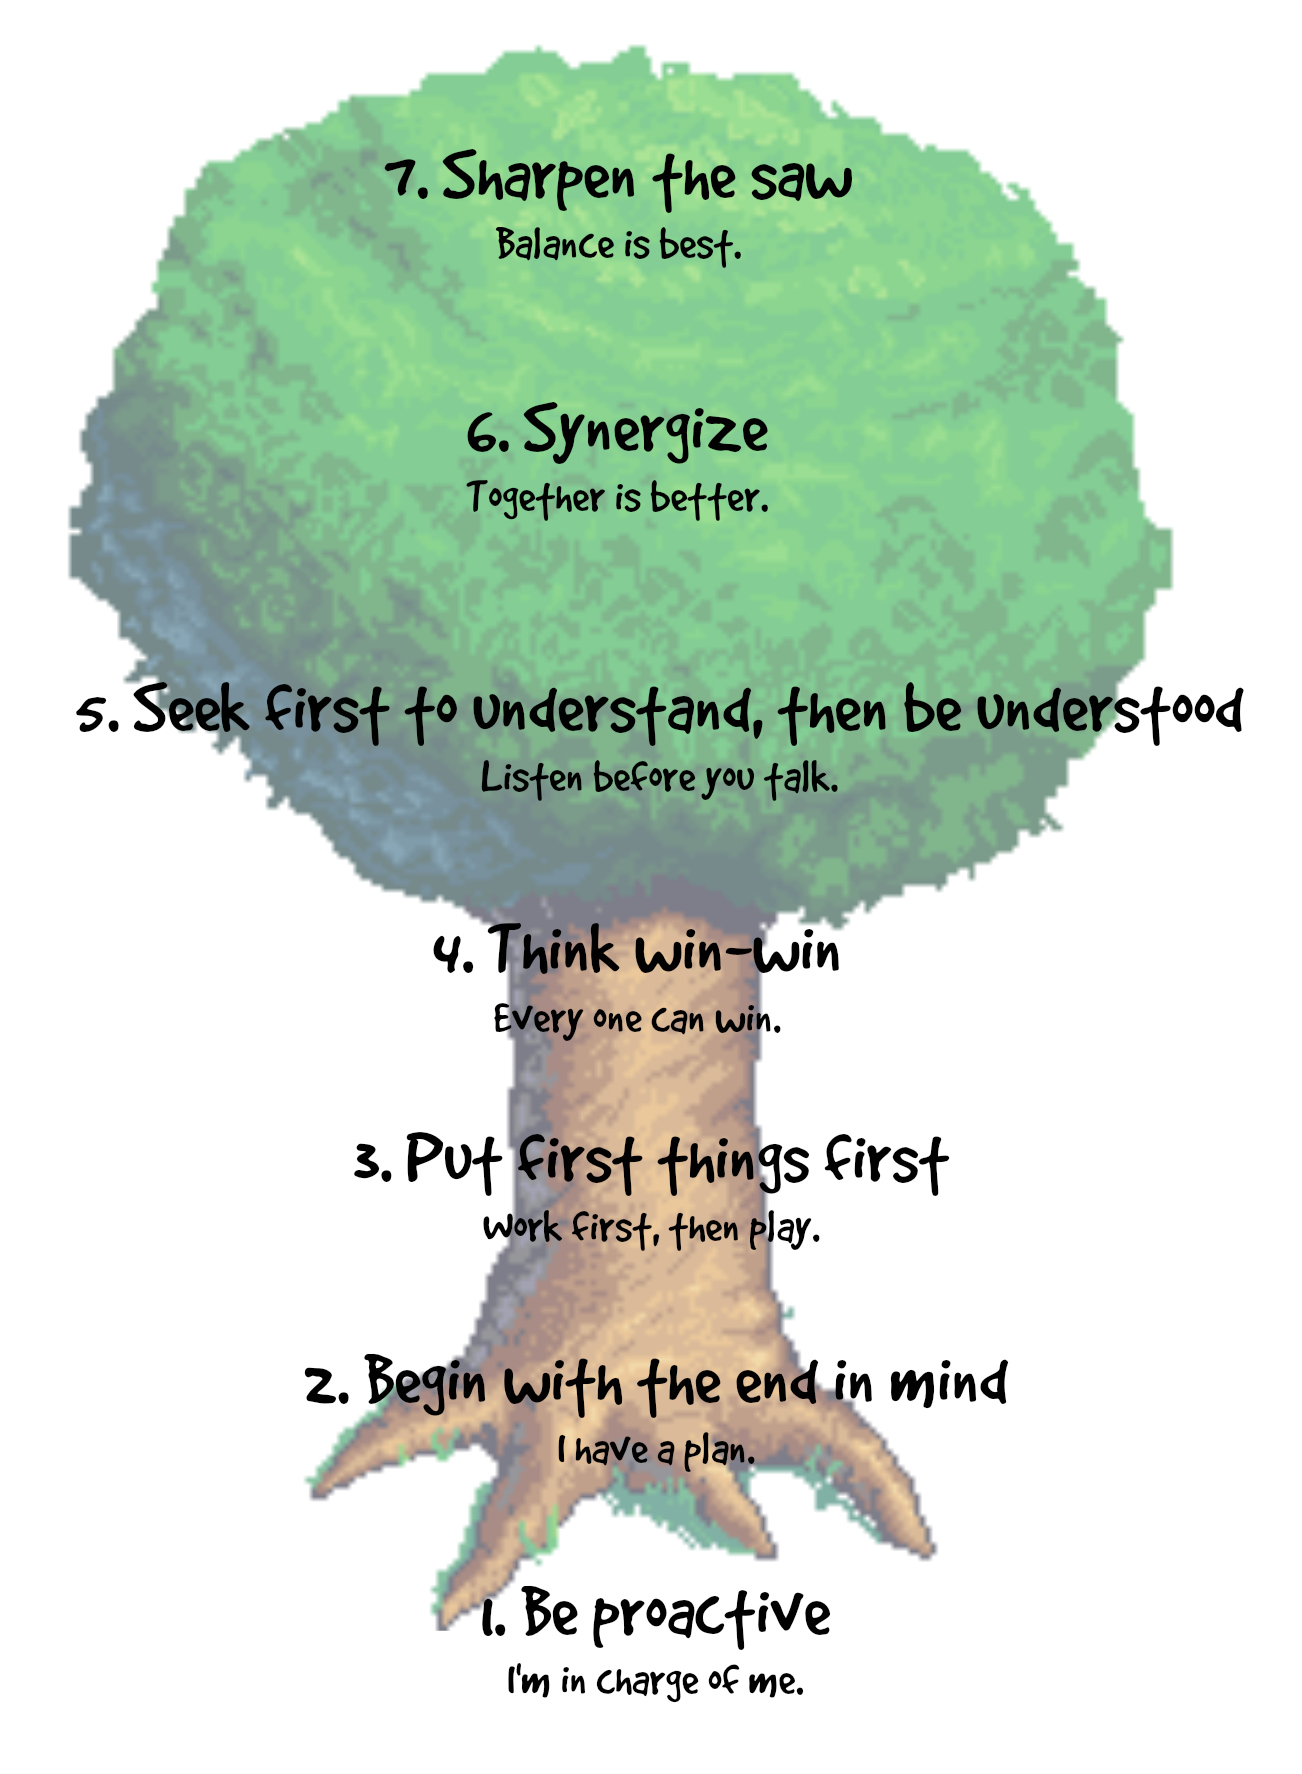 7. Sharpen the saw
Balance is best.
6. Synergize
Together is better.
5. Seek first to understand, then be understood
Listen before you talk.
4. Think win-win
Every one can win.
3. Put first things first
Work first, then play.
2. Begin with the end in mind
I have a plan.
1. Be proactive
I'm in charge of me.